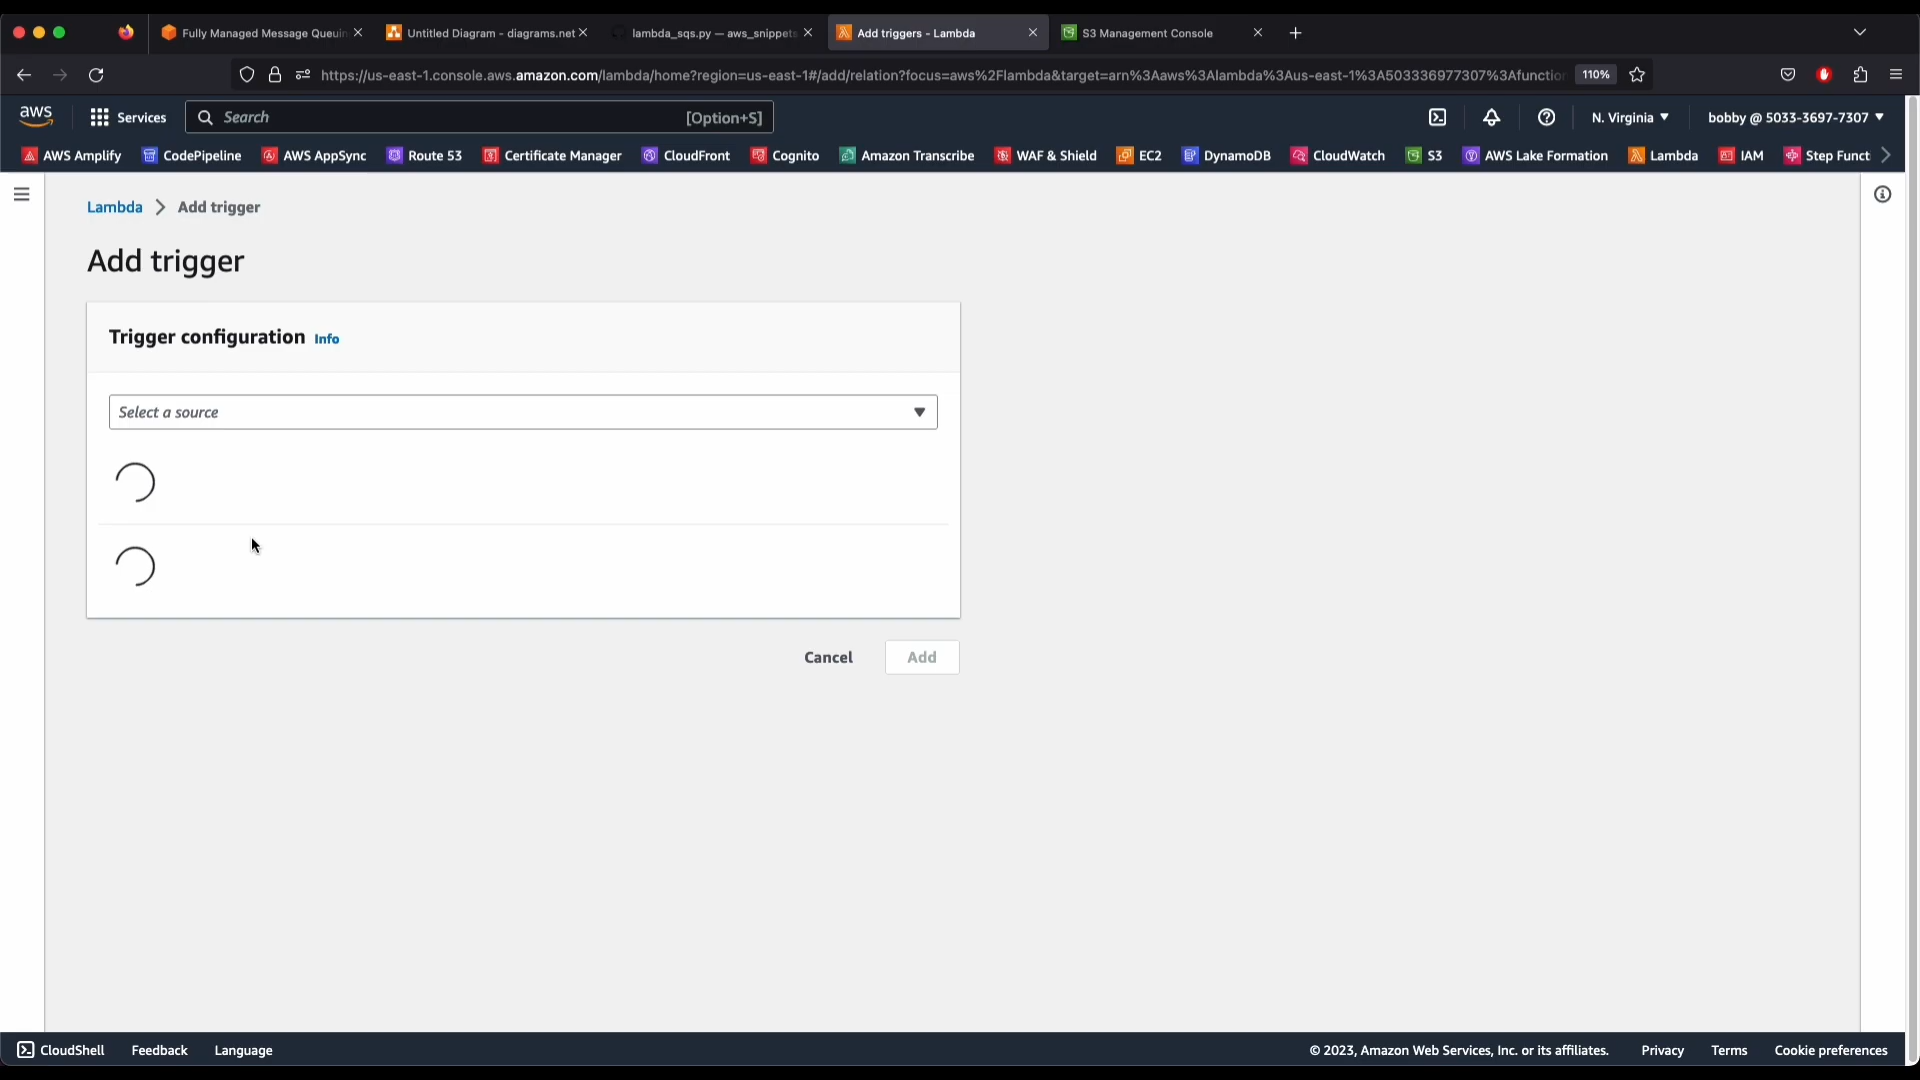 Fully Managed Message Queuin
Untitled Diagram - diagrams.net
lambda_sqs.py — aws_snippets
Add triggers - Lambda
S3 Management Console
https://us-east-1.console.aws.amazon.com/lambda/home?region=us-east-1#/add/relation?focus=aws%2Flambda&target=arn%3Aaws%3Alambda%3Aus-east-1%3A503336977307%3Afunctio
110%
aws
Services
Search
[Option+S]
N. Virginia
bobby @ 5033-3697-7307
AWS Amplify
CodePipeline
AWS AppSync
Route 53
Certificate Manager
CloudFront
Cognito
Amazon Transcribe
WAF & Shield
EC2
DynamoDB
CloudWatch
S3
AWS Lake Formation
Lambda
IAM
Step Funct
Lambda
Add trigger
Add trigger
Trigger configuration Info
Select a source
Cancel
Add
CloudShell
Feedback
Language
© 2023, Amazon Web Services, Inc. or its affiliates.
Privacy
Terms
Cookie preferences